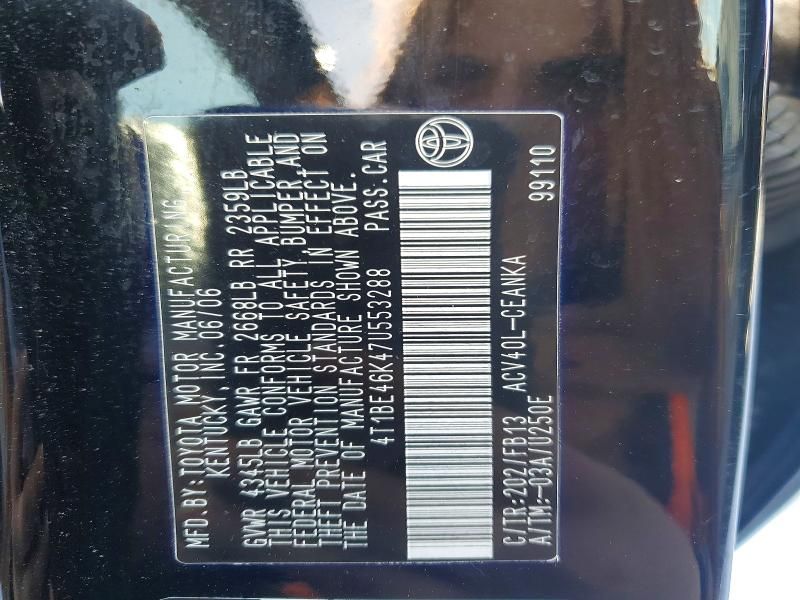 MFD.BY:TOYOTA MOTOR MANUFACTURING,
KENTUCKY, INC.06/06
GVWR 4345LB GAWR FR 2668LB RR 2359LB
THIS VEHICLE CONFORMS TO ALL APPLICABLE
FEDERAL MOTOR VEHICLE SAFETY BUMPER,AND
THEFT PREVENTION STANDARDS IN EFFECT ON
THE DATE OF MANUFACTURE SHOWN ABOVE.
4T1BE46K47U553288 PASS.CAR
C/TR:202/FB13 ACV40L-CEANKA 99110
A/TM:-03A/U250E